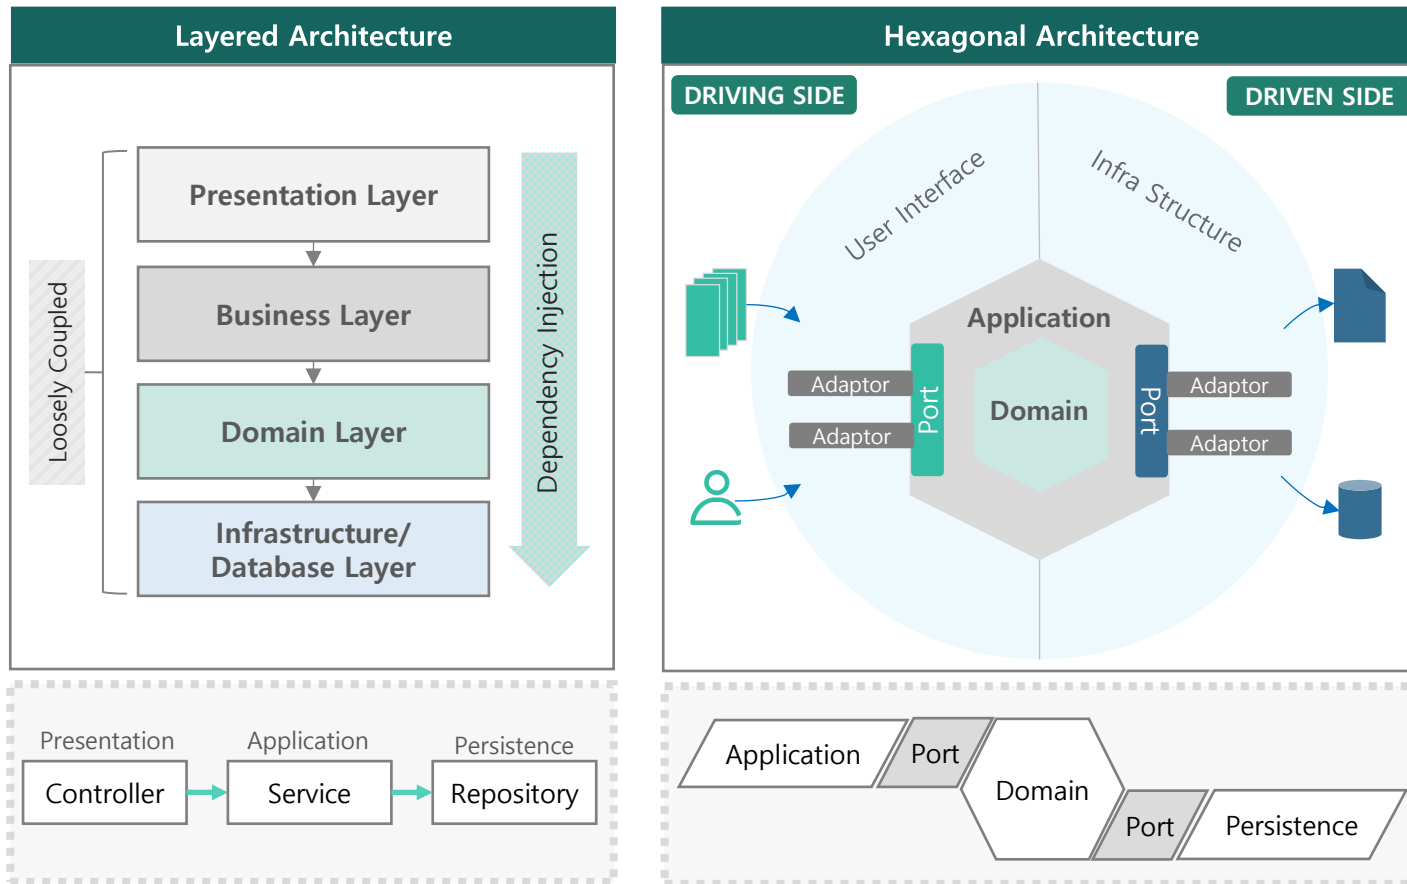 Layered Architecture
Loosely Coupled
Presentation Layer
Business Layer
Domain Layer
Infrastructure/
Database Layer
Dependency Injection
Presentation
Application
Persistence
Controller
Service
Repository
Hexagonal Architecture
DRIVING SIDE
DRIVEN SIDE
User Interface
Infra Structure
Application
Domain
Adaptor
Adaptor
Port
Port
Adaptor
Adaptor
Application
Port
Domain
Port
Persistence